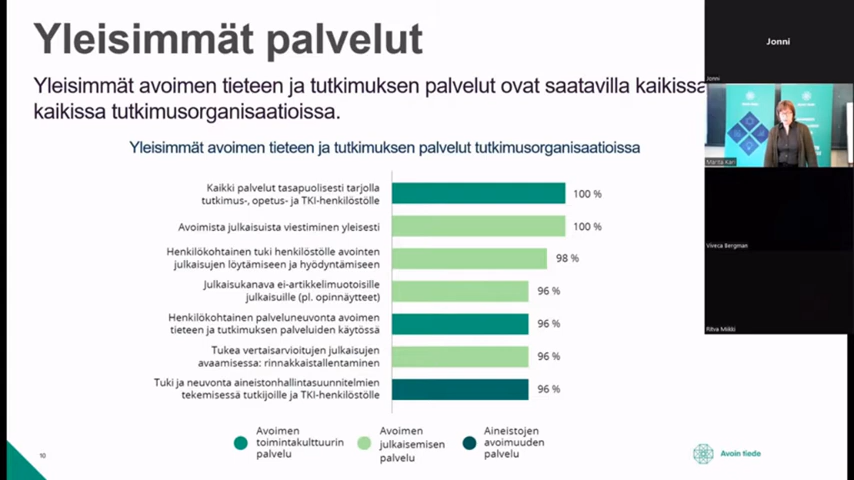 Yleisimmät palvelut
Yleisimmät avoimen tieteen ja tutkimuksen palvelut ovat saatavilla kaikissa
kaikissa tutkimusorganisaatioissa.
Yleisimmät avoimen tieteen ja tutkimuksen palvelut tutkimusorganisaatioissa
Kaikki palvelut tasapuolisesti tarjolla
tutkimus-, opetus- ja TKI-henkilöstölle
100 %
Avoimista julkaisuista viestiminen yleisesti
100 %
Henkilökohtainen tuki henkilöstölle avointen
julkaisujen löytämiseen ja hyödyntämiseen
98 %
Julkaisukanava ei-artikkelimuotoisille
julkaisuille (pl. opinnäytteet)
96 %
Henkilökohtainen palveluneuvonta avoimen
tieteen ja tutkimuksen palveluiden käytössä
96 %
Tukea vertaisarvioitujen julkaisujen
avaamisessa: rinnakkaistallentaminen
96 %
Tuki ja neuvonta aineistonhallintasuunnitelmien
tekemisessä tutkijoille ja TKI-henkilöstölle
96 %
Avoimen
toimintakulttuurin
palvelu
Avoimen
julkaisemisen
palvelu
Aineistojen
avoimuuden
palvelu
10
Avoin tiede
Jonni
Jonni
Marita Kari
Viveca Bergman
Ritva Mikki